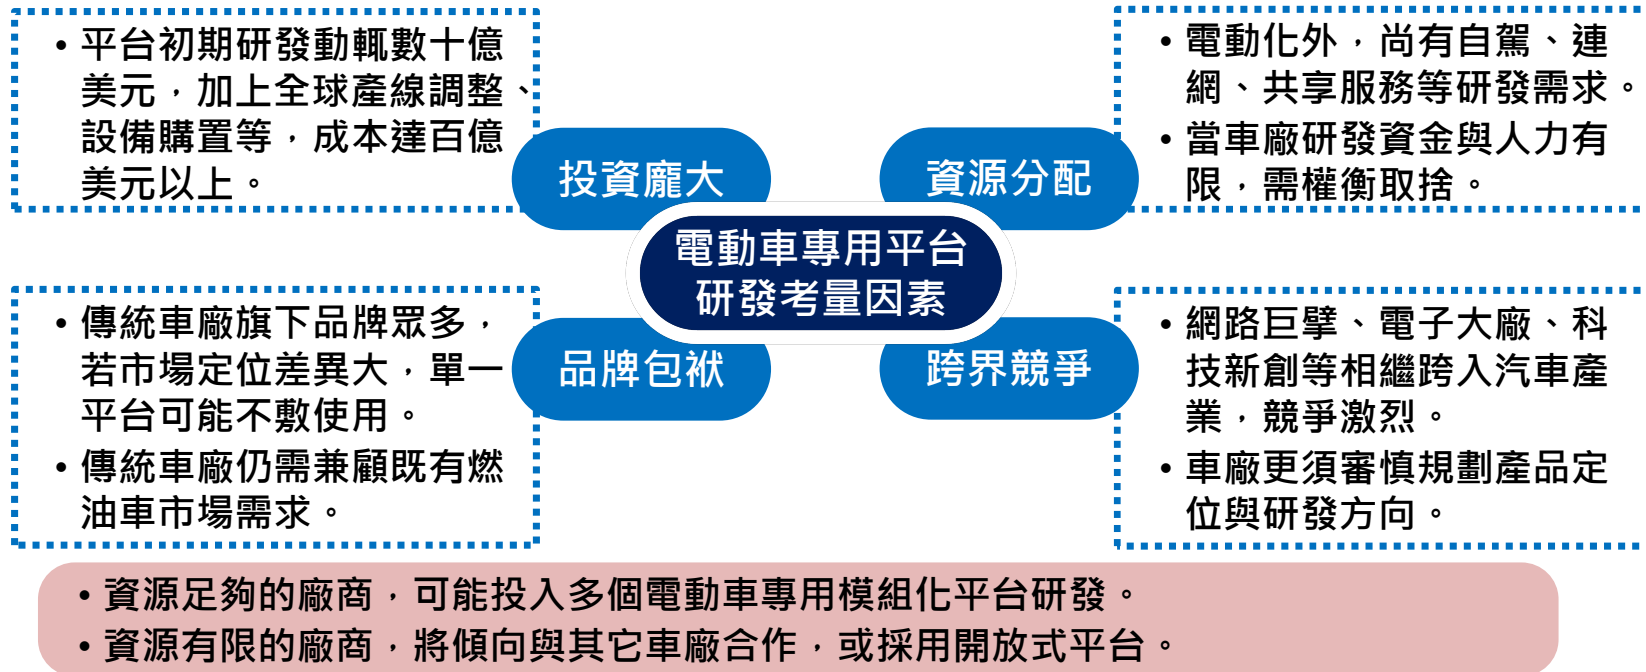 • 平台初期研發動輒數十億
美元，加上全球產線調整、
設備購置等，成本達百億
美元以上。
投資龐大
• 電動化外，尚有自駕、連
網、共享服務等研發需求。
• 當車廠研發資金與人力有
限，需權衡取捨。
資源分配
電動車專用平台
研發考量因素
• 傳統車廠旗下品牌眾多，
若市場定位差異大，單一
平台可能不敷使用。
• 傳統車廠仍需兼顧既有燃
油車市場需求。
品牌包袱
跨界競爭
• 網路巨擘、電子大廠、科
技新創等相繼跨入汽車產
業，競爭激烈。
• 車廠更須審慎規劃產品定
位與研發方向。
• 資源足夠的廠商，可能投入多個電動車專用模組化平台研發。
• 資源有限的廠商，將傾向與其它車廠合作，或採用開放式平台。